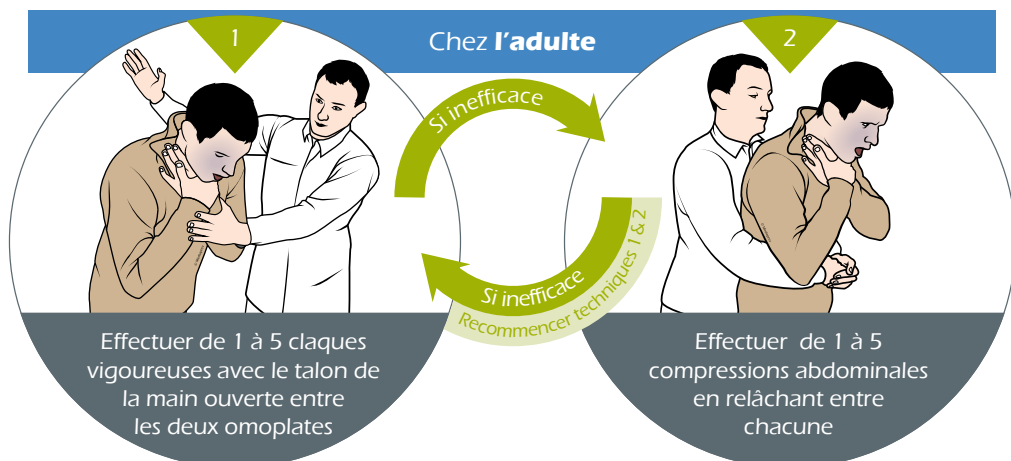 Chez l'adulte
1
Effectuer de 1 à 5 claques
vigoureuses avec le talon de
la main ouverte entre
les deux omoplates
Si inefficace
2
Effectuer de 1 à 5
compressions abdominales
en relâchant entre
chacune
Si inefficace
Recommencer techniques 1 & 2